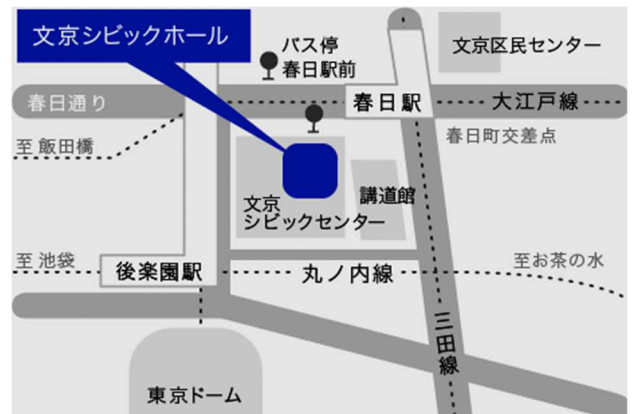 文京シビックホール
バス停
春日駅前
文京区民センター
春日通り
春日駅
大江戸線
春日町交差点
至 飯田橋
講道館
文京
シビックセンター
至 池袋
後楽園駅
丸ノ内線
至お茶の水
三田線
東京ドーム